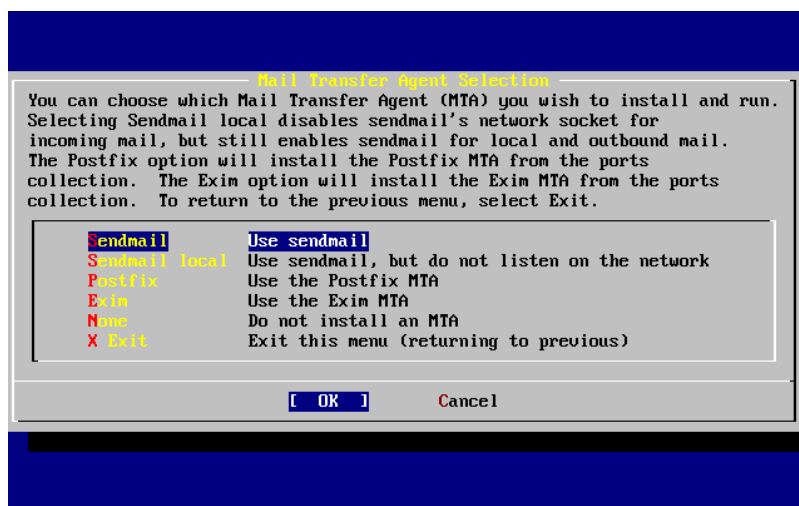 Mail Transfer Agent Selection
You can choose which Mail Transfer Agent (MTA) you wish to install and run.
Selecting Sendmail local disables sendmail's network socket for
incoming mail, but still enables sendmail for local and outbound mail.
The Postfix option will install the Postfix MTA from the ports
collection.  The Exim option will install the Exim MTA from the ports
collection.  To return to the previous menu, select Exit.
Sendmail Use sendmail
Sendmail local Use sendmail, but do not listen on the network
Postfix Use the Postfix MTA
Exim Use the Exim MTA
None Do not install an MTA
X Exit Exit this menu (returning to previous)
[ OK ] Cancel